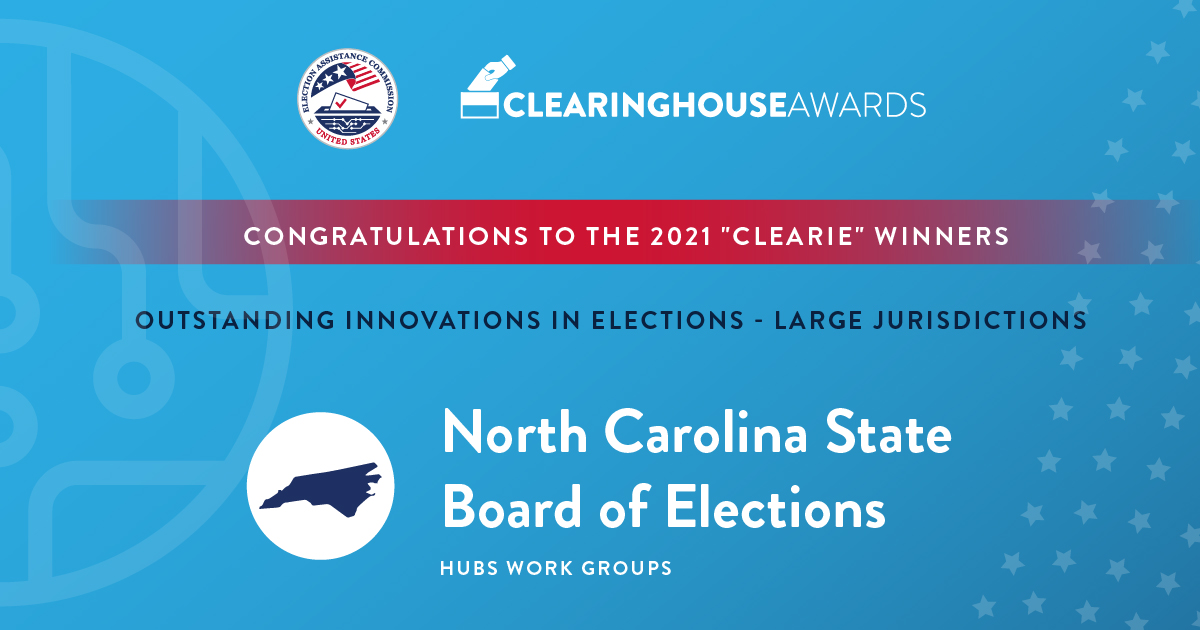 ELECTION ASSISTANCE COMMISSION
UNITED STATES
CLEARINGHOUSEAWARDS
CONGRATULATIONS TO THE 2021 "CLEARIE" WINNERS
OUTSTANDING INNOVATIONS IN ELECTIONS - LARGE JURISDICTIONS
North Carolina State
Board of Elections
HUBS WORK GROUPS